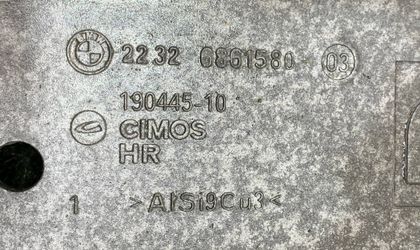 22 32 6861580 03
190445-10
CIMOS
HR
1 >AlSi9Cu3<